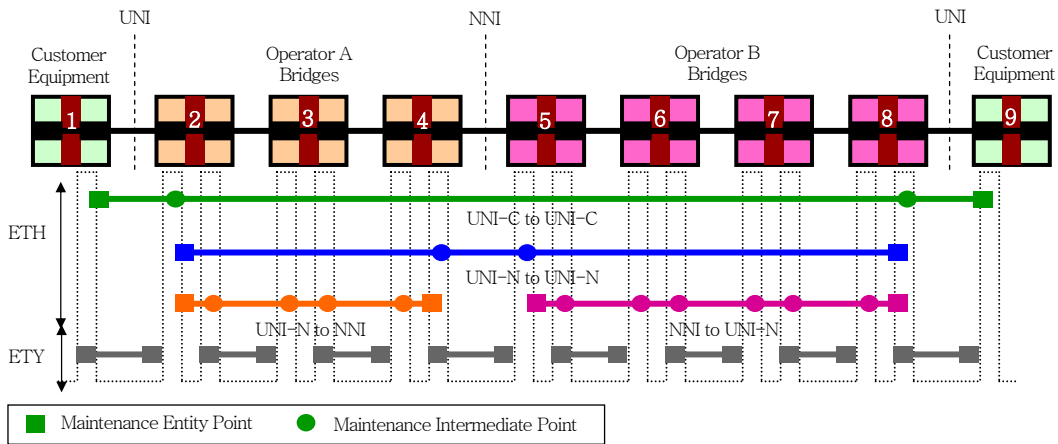 UNI NNI UNI
Customer Equipment
Operator A Bridges
Operator B Bridges
Customer Equipment
1 2 3 4 5 6 7 8 9
UNI-C to UNI-C
ETH
UNI-N to UNI-N
UNI-N to NNI NNI to UNI-N
ETY
Maintenance Entity Point Maintenance Intermediate Point